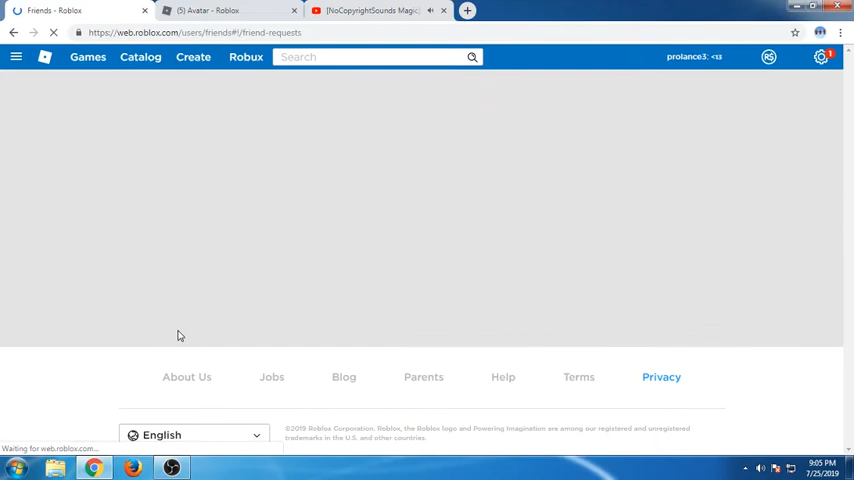 Friends - Roblox
(5) Avatar - Roblox
[NoCopyrightSounds Magic
https://web.roblox.com/users/friends#!/friend-requests
Games
Catalog
Create
Robux
Search
prolance3: <13
R$
1
About Us
Jobs
Blog
Parents
Help
Terms
Privacy
English
©2019 Roblox Corporation. Roblox, the Roblox logo and Powering Imagination are among our registered and unregistered
trademarks in the U.S. and other countries.
Waiting for web.roblox.com...
9:05 PM
7/25/2019